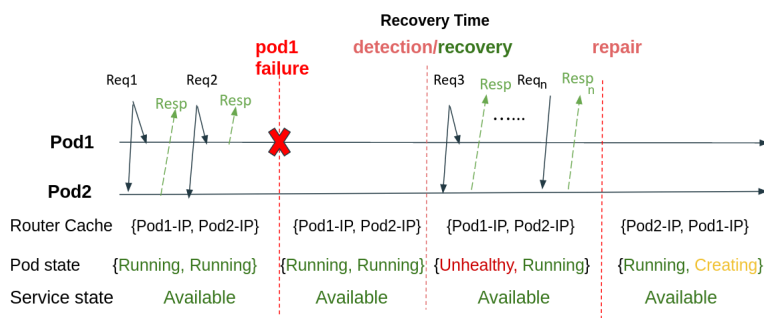 Recovery Time
pod1 failure
detection/recovery
repair
Req1
Resp
Req2
Resp
Req3
Resp
Reqn
Respn
......
Pod1
Pod2
Router Cache {Pod1-IP, Pod2-IP} {Pod1-IP, Pod2-IP} {Pod1-IP, Pod2-IP} {Pod2-IP, Pod1-IP}
Pod state {Running, Running} {Running, Running} {Unhealthy, Running} {Running, Creating}
Service state Available Available Available Available